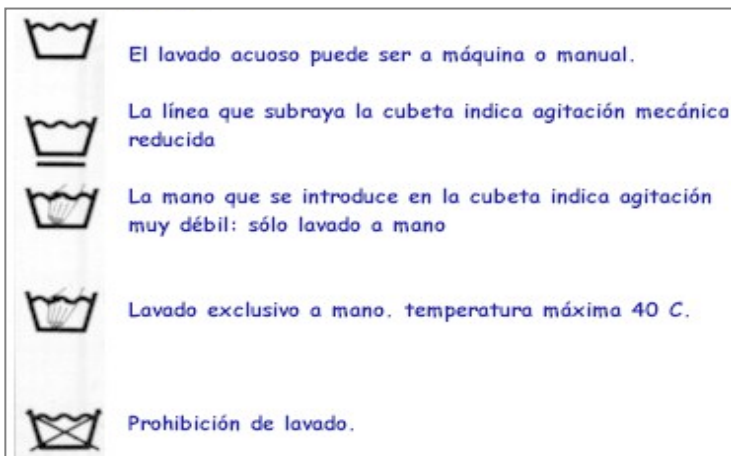 El lavado acuoso puede ser a máquina o manual.
La línea que subraya la cubeta indica agitación mecánica
reducida
La mano que se introduce en la cubeta indica agitación
muy débil: sólo lavado a mano
Lavado exclusivo a mano. temperatura máxima 40 C.
Prohibición de lavado.